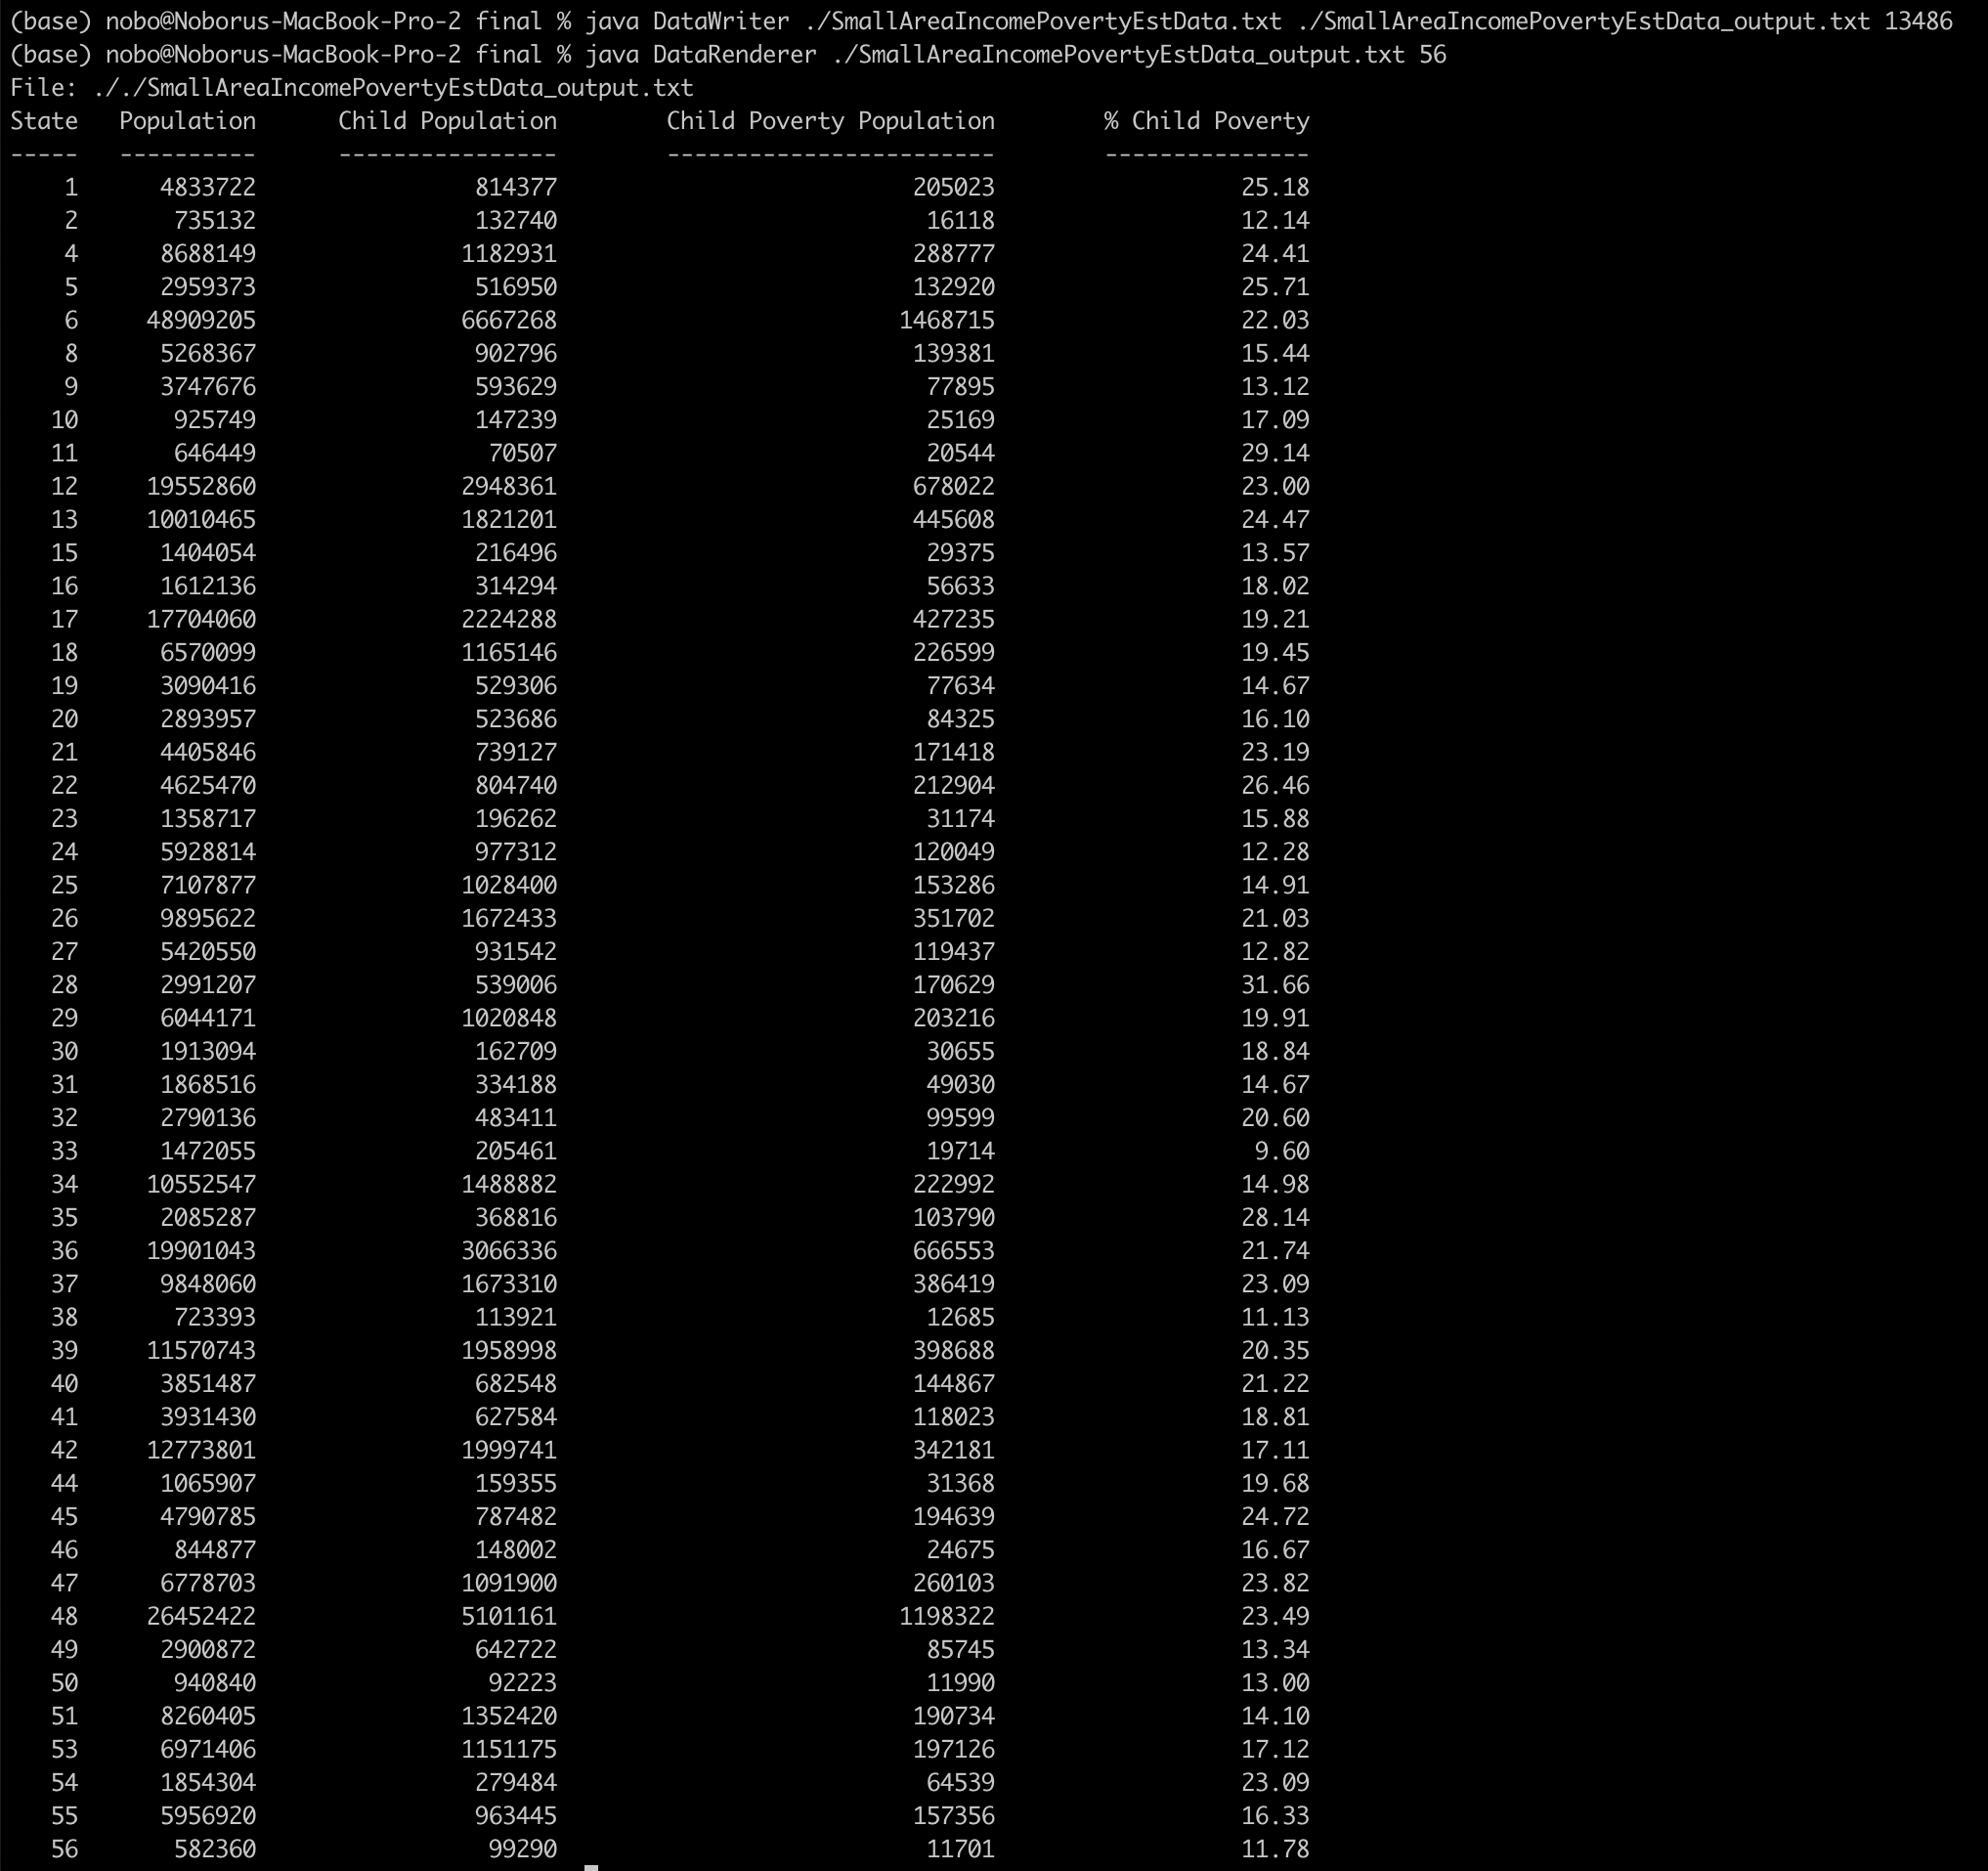 (base) nobo@Noborus-MacBook-Pro-2 final % java DataWriter ./SmallAreaIncomePovertyEstData.txt ./SmallAreaIncomePovertyEstData_output.txt 13486
(base) nobo@Noborus-MacBook-Pro-2 final % java DataRenderer ./SmallAreaIncomePovertyEstData_output.txt 56
File: ././SmallAreaIncomePovertyEstData_output.txt
State Population Child Population Child Poverty Population % Child Poverty
----- ---------- ---------------- ------------------------ ---------------
1 4833722 814377 205023 25.18
2 735132 132740 16118 12.14
4 8688149 1182931 288777 24.41
5 2959373 516950 132920 25.71
6 48909205 6667268 1468715 22.03
8 5268367 902796 139381 15.44
9 3747676 593629 77895 13.12
10 925749 147239 25169 17.09
11 646449 70507 20544 29.14
12 19552860 2948361 678022 23.00
13 10010465 1821201 445608 24.47
15 1404054 216496 29375 13.57
16 1612136 314294 56633 18.02
17 17704060 2224288 427235 19.21
18 6570099 1165146 226599 19.45
19 3090416 529306 77634 14.67
20 2893957 523686 84325 16.10
21 4405846 739127 171418 23.19
22 4625470 804740 212904 26.46
23 1358717 196262 31174 15.88
24 5928814 977312 120049 12.28
25 7107877 1028400 153286 14.91
26 9895622 1672433 351702 21.03
27 5420550 931542 119437 12.82
28 2991207 539006 170629 31.66
29 6044171 1020848 203216 19.91
30 1913094 162709 30655 18.84
31 1868516 334188 49030 14.67
32 2790136 483411 99599 20.60
33 1472055 205461 19714 9.60
34 10552547 1488882 222992 14.98
35 2085287 368816 103790 28.14
36 19901043 3066336 666553 21.74
37 9848060 1673310 386419 23.09
38 723393 113921 12685 11.13
39 11570743 1958998 398688 20.35
40 3851487 682548 144867 21.22
41 3931430 627584 118023 18.81
42 12773801 1999741 342181 17.11
44 1065907 159355 31368 19.68
45 4790785 787482 194639 24.72
46 844877 148002 24675 16.67
47 6778703 1091900 260103 23.82
48 26452422 5101161 1198322 23.49
49 2900872 642722 85745 13.34
50 940840 92223 11990 13.00
51 8260405 1352420 190734 14.10
53 6971406 1151175 197126 17.12
54 1854304 279484 64539 23.09
55 5956920 963445 157356 16.33
56 582360 99290 11701 11.78